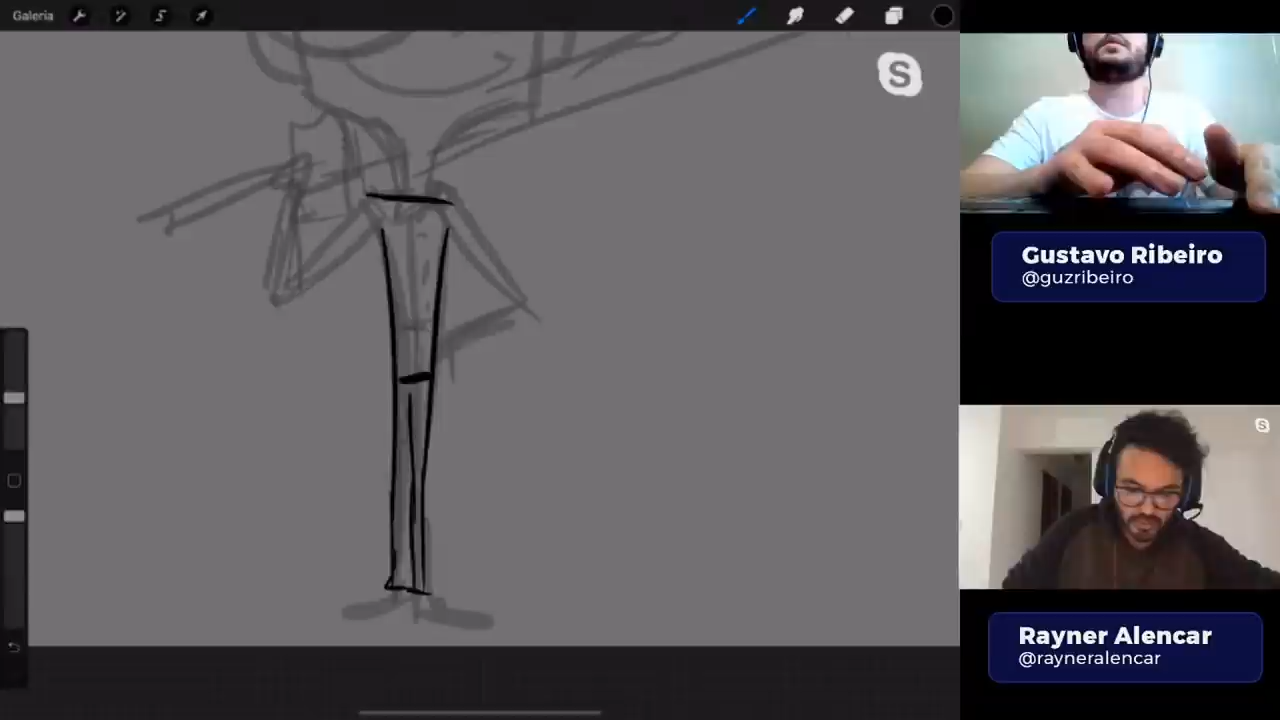 Galeria
S
Gustavo Ribeiro
@guzribeiro
Rayner Alencar
@rayneralencar